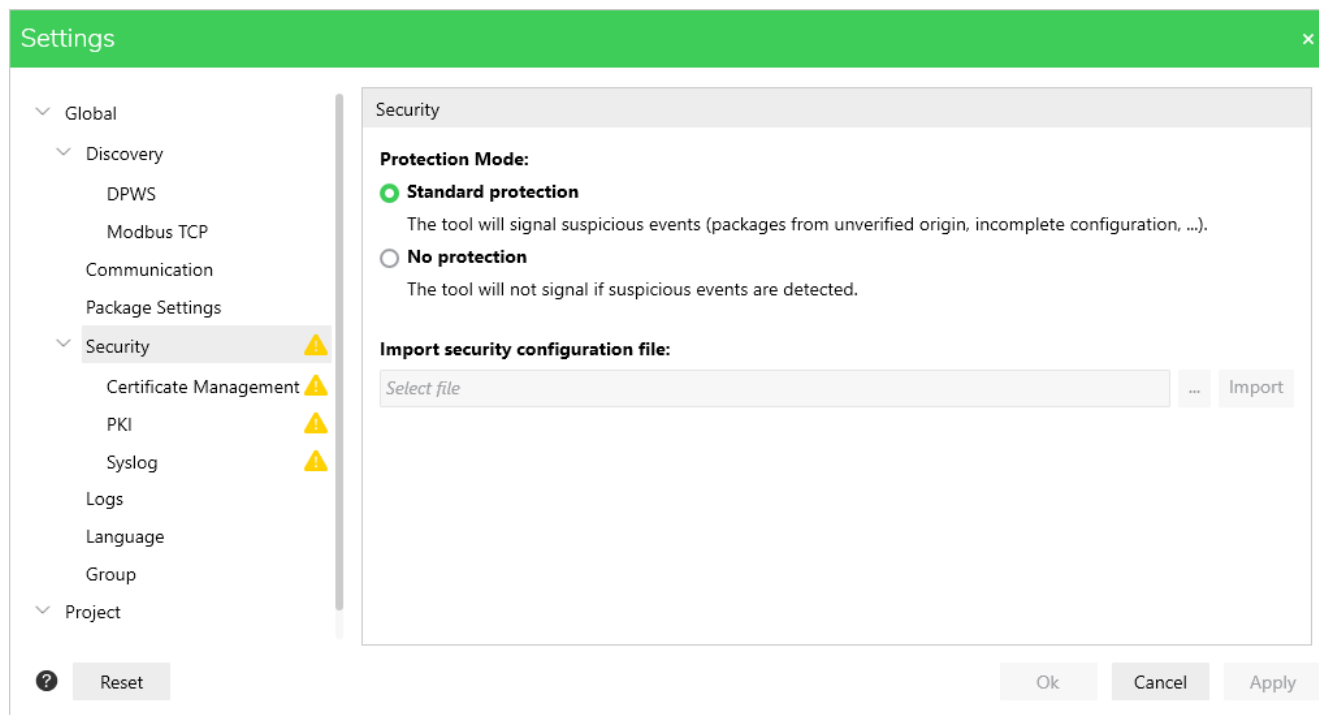 Settings
Global
Discovery
DPWS
Modbus TCP
Communication
Package Settings
Security
Certificate Management
PKI
Syslog
Logs
Language
Group
Project
Security
Protection Mode:
Standard protection
The tool will signal suspicious events (packages from unverified origin, incomplete configuration, ...).
No protection
The tool will not signal if suspicious events are detected.
Import security configuration file:
Select file
...
Import
Reset
Ok
Cancel
Apply